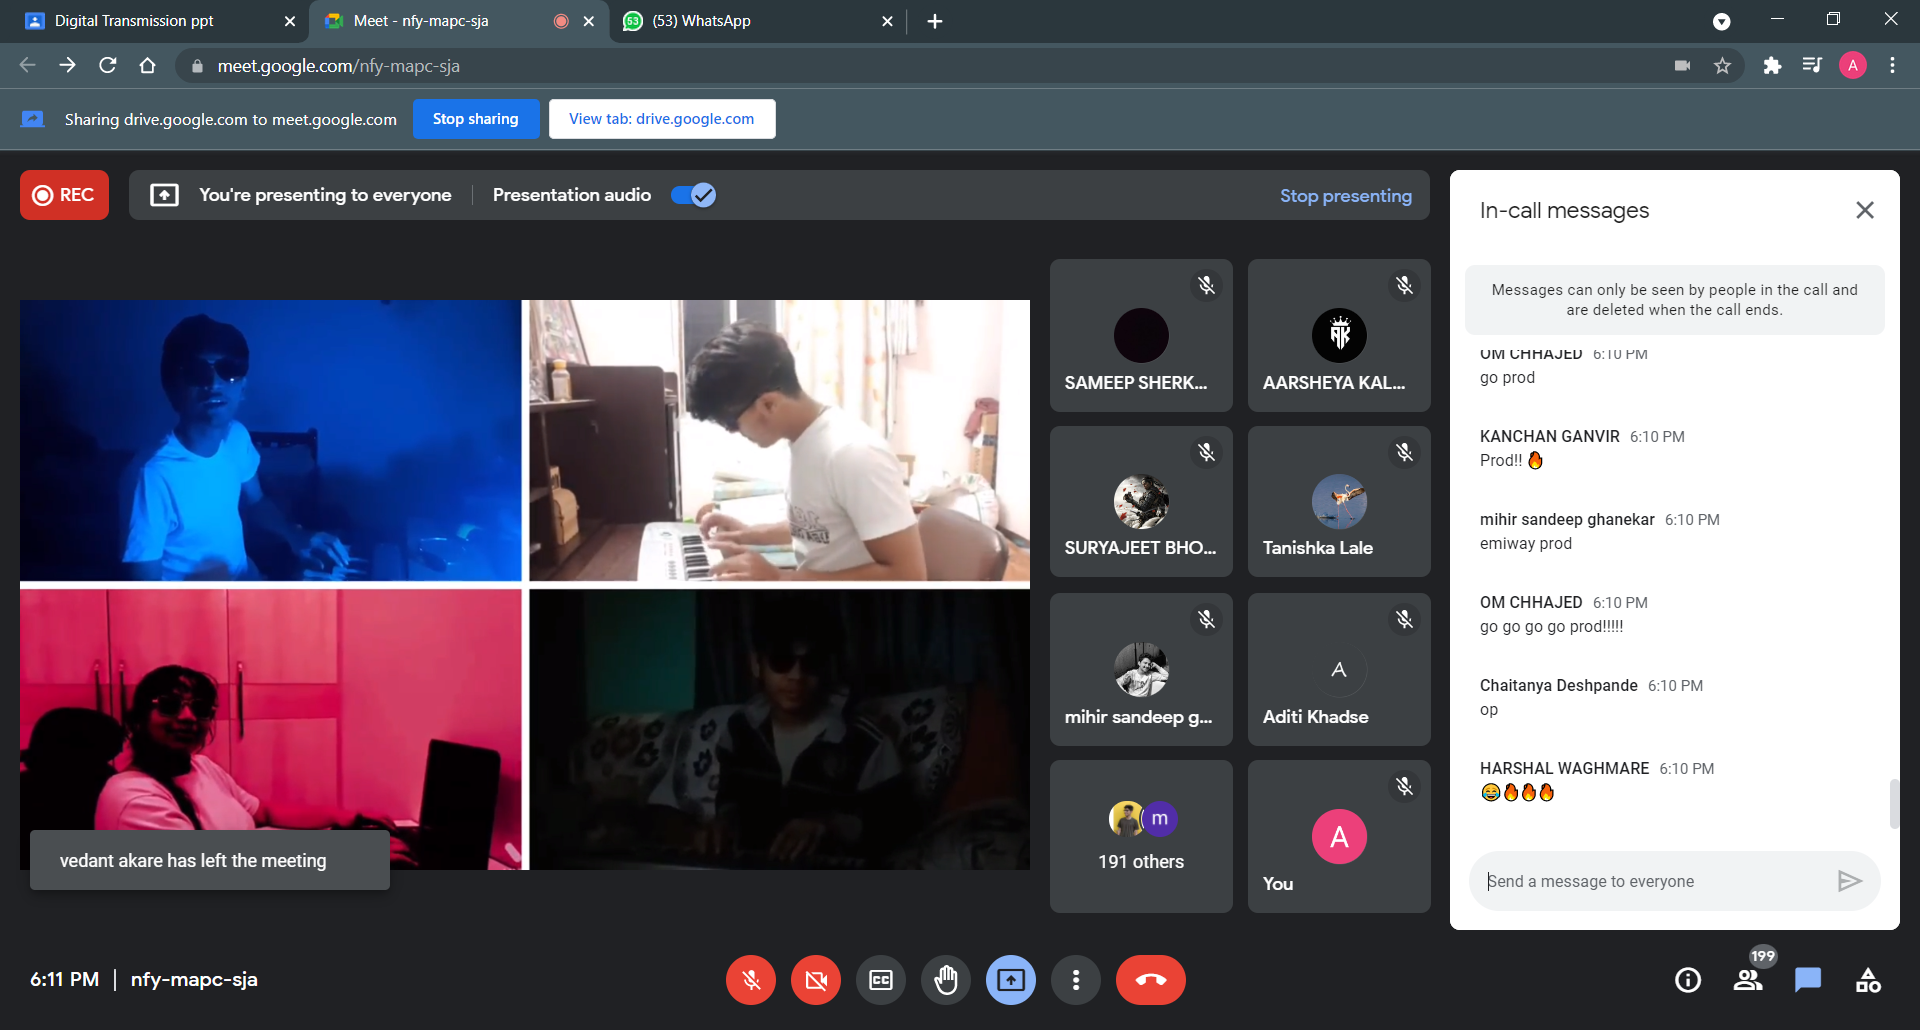 Digital Transmission ppt
Meet - nfy-mapc-sja
53
(53) WhatsApp
meet.google.com/nfy-mapc-sja
A
Sharing drive.google.com to meet.google.com
Stop sharing
View tab: drive.google.com
REC
You're presenting to everyone
Presentation audio
Stop presenting
In-call messages
Messages can only be seen by people in the call and
are deleted when the call ends.
OM CHHAJED 6:10 PM
go prod
KANCHAN GANVIR 6:10 PM
Prod!! 🔥
mihir sandeep ghanekar 6:10 PM
emiway prod
OM CHHAJED 6:10 PM
go go go go prod!!!!!
Chaitanya Deshpande 6:10 PM
op
HARSHAL WAGHMARE 6:10 PM
😂🔥🔥🔥
Send a message to everyone
SAMEEP SHERK...
AK
AARSHEYA KAL...
SURYAJEET BHO...
Tanishka Lale
mihir sandeep g...
A
Aditi Khadse
m
191 others
A
You
vedant akare has left the meeting
6:11 PM | nfy-mapc-sja
CC
199